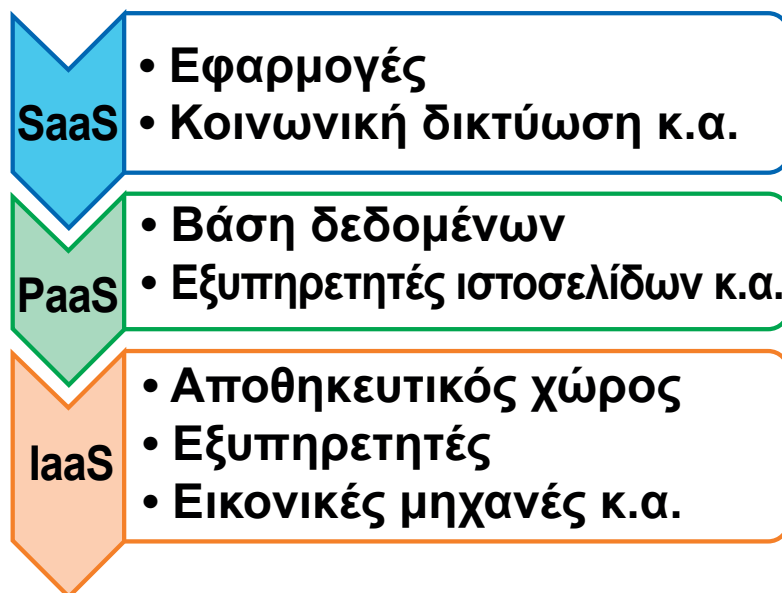 SaaS
• Εφαρμογές
• Κοινωνική δικτύωση κ.α.
PaaS
• Βάση δεδομένων
• Εξυπηρετητές ιστοσελίδων κ.α.
IaaS
• Αποθηκευτικός χώρος
• Εξυπηρετητές
• Εικονικές μηχανές κ.α.